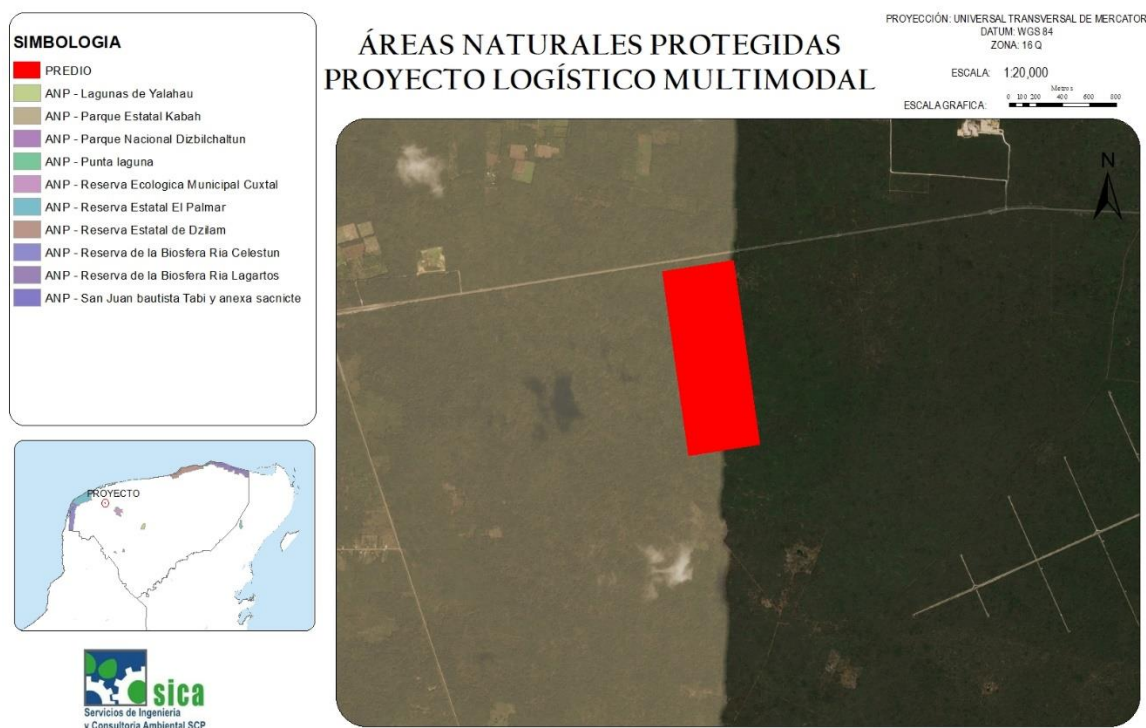 SIMBOLOGIA
PREDIO
ANP - Lagunas de Yalahau
ANP - Parque Estatal Kabah
ANP - Parque Nacional Dizbilchaltun
ANP - Punta laguna
ANP - Reserva Ecologica Municipal Cuxtal
ANP - Reserva Estatal El Palmar
ANP - Reserva Estatal de Dzilam
ANP - Reserva de la Biosfera Ria Celestun
ANP - Reserva de la Biosfera Ria Lagartos
ANP - San Juan bautista Tabi y anexa sacnicte
ÁREAS NATURALES PROTEGIDAS
PROYECTO LOGÍSTICO MULTIMODAL
PROYECCIÓN: UNIVERSAL TRANSVERSAL DE MERCATOR
DATUM: WGS 84
ZONA: 16 Q
ESCALA: 1:20,000
Metros
ESCALA GRAFICA: 0 100 200 400 600 800
N
PROYECTO
sica
Servicios de Ingeniería
y Consultoria Ambiental SCP